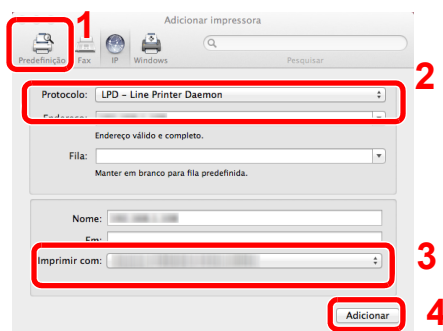 1
Adicionar impressora
Predefinição Fax IP Windows Pesquisar
2
Protocolo: LPD – Line Printer Daemon
Endereço:
Endereço válido e completo.
Fila:
Manter em branco para fila predefinida.
Nome:
Em:
Imprimir com:
3
Adicionar
4